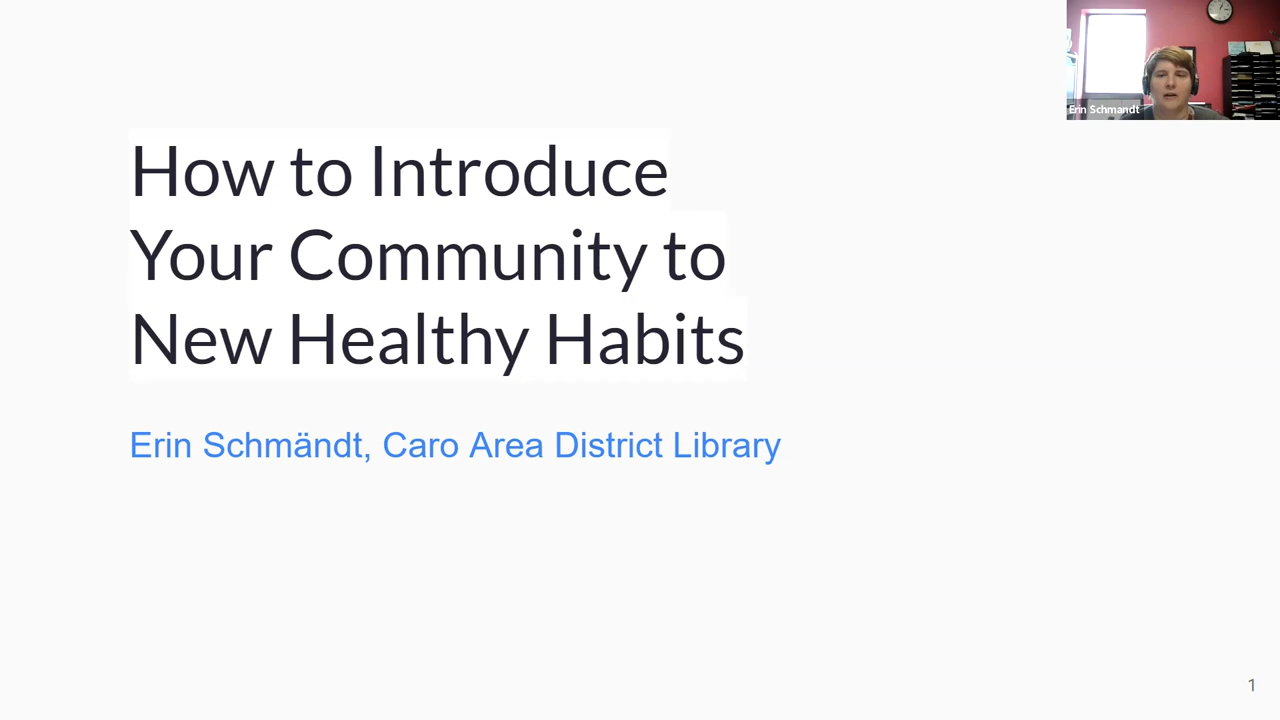 Erin Schmandt
How to Introduce
Your Community to
New Healthy Habits
Erin Schmändt, Caro Area District Library
1